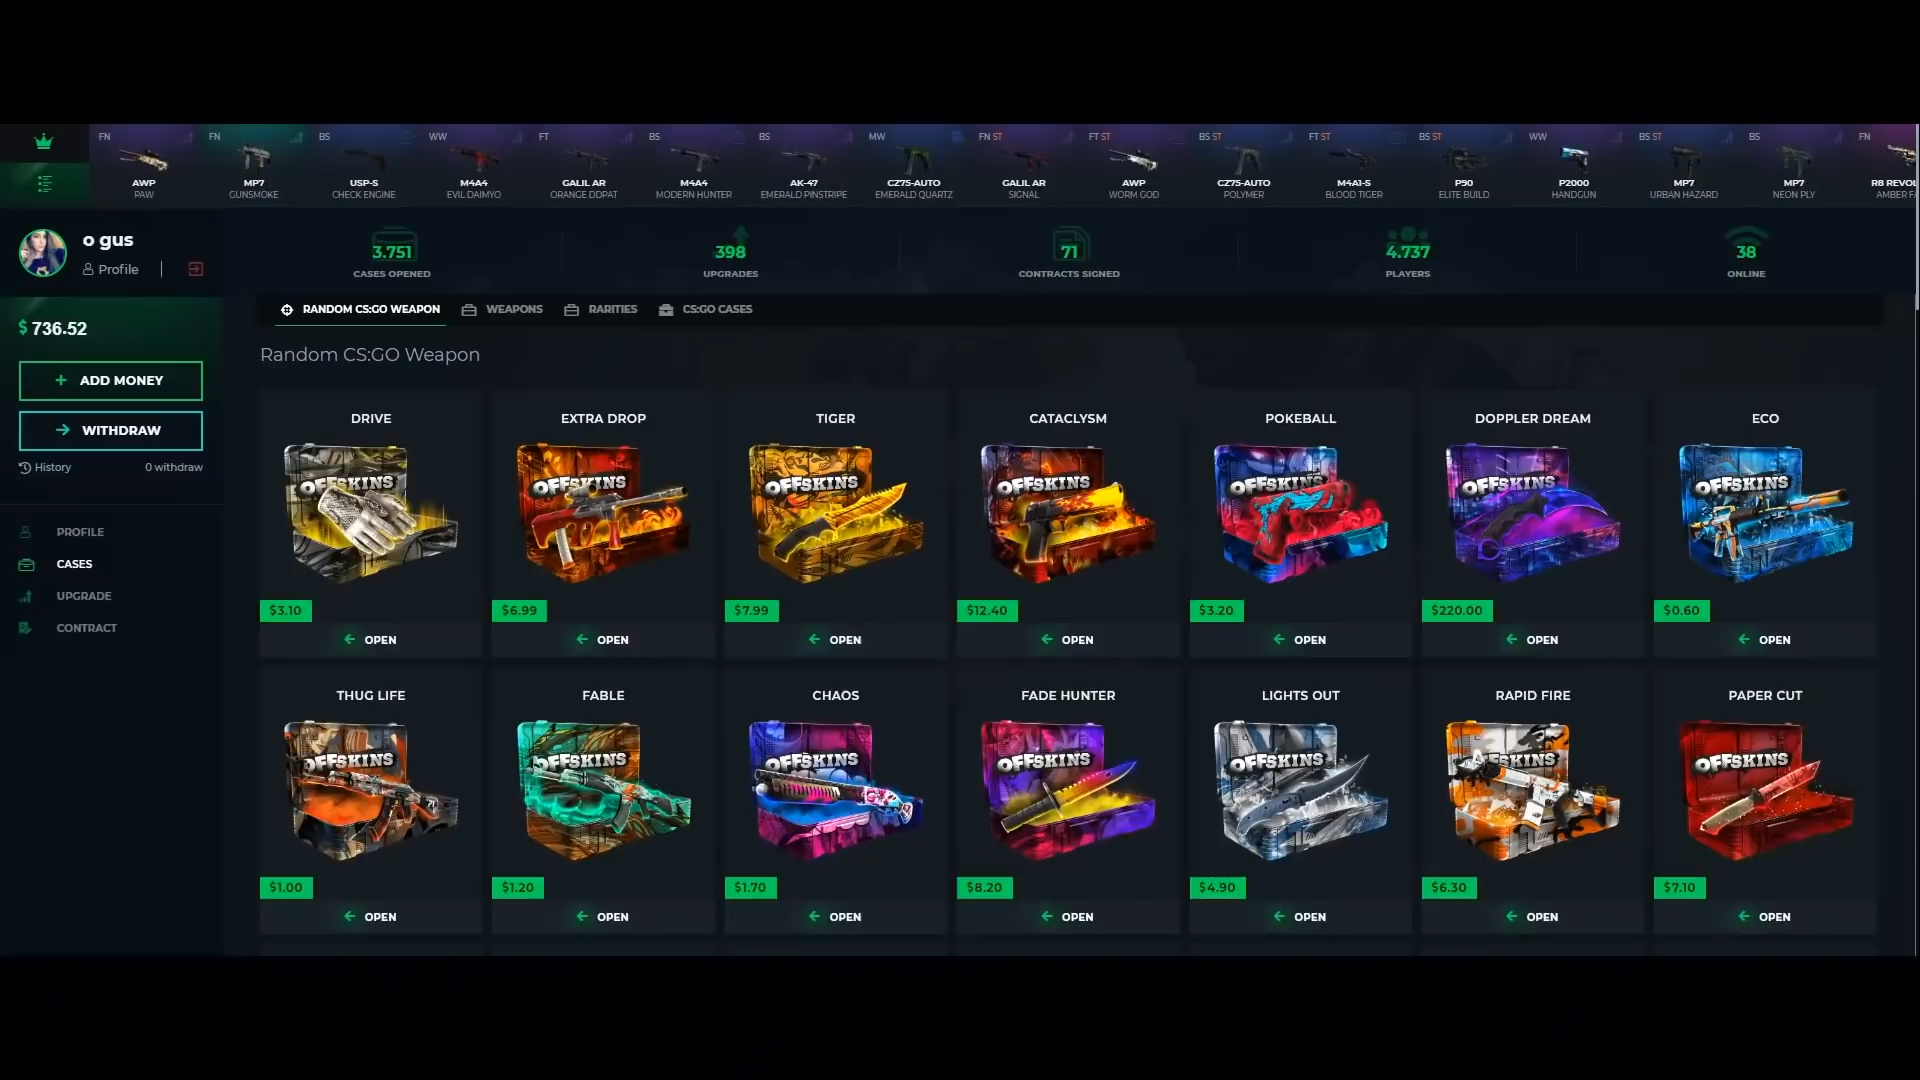 FN
AWP
PAW
FN
MP7
GUNSMOKE
BS
USP-S
CHECK ENGINE
WW
M4A4
EVIL DAIMYO
FT
GALIL AR
ORANGE DDPAT
BS
M4A4
MODERN HUNTER
BS
AK-47
EMERALD PINSTRIPE
MW
CZ75-AUTO
EMERALD QUARTZ
FN ST
GALIL AR
SIGNAL
FT ST
AWP
WORM GOD
BS ST
CZ75-AUTO
POLYMER
FT ST
M4A1-S
BLOOD TIGER
BS ST
P90
ELITE BUILD
WW
P2000
HANDGUN
BS ST
MP7
URBAN HAZARD
BS
MP7
NEON PLY
FN
R8 REVOL
AMBER FA
o gus
Profile
$ 736.52
+ ADD MONEY
WITHDRAW
History
0 withdraw
PROFILE
CASES
UPGRADE
CONTRACT
3.751
CASES OPENED
398
UPGRADES
71
CONTRACTS SIGNED
4.737
PLAYERS
38
ONLINE
RANDOM CS:GO WEAPON
WEAPONS
RARITIES
CS:GO CASES
Random CS:GO Weapon
DRIVE
OFFSKINS
$3.10
OPEN
EXTRA DROP
OFFSKINS
$6.99
OPEN
TIGER
OFFSKINS
$7.99
OPEN
CATACLYSM
OFFSKINS
$12.40
OPEN
POKEBALL
OFFSKINS
$3.20
OPEN
DOPPLER DREAM
OFFSKINS
$220.00
OPEN
ECO
OFFSKINS
$0.60
OPEN
THUG LIFE
OFFSKINS
$1.00
OPEN
FABLE
OFFSKINS
$1.20
OPEN
CHAOS
OFFSKINS
$1.70
OPEN
FADE HUNTER
OFFSKINS
$8.20
OPEN
LIGHTS OUT
OFFSKINS
$4.90
OPEN
RAPID FIRE
OFFSKINS
$6.30
OPEN
PAPER CUT
OFFSKINS
$7.10
OPEN